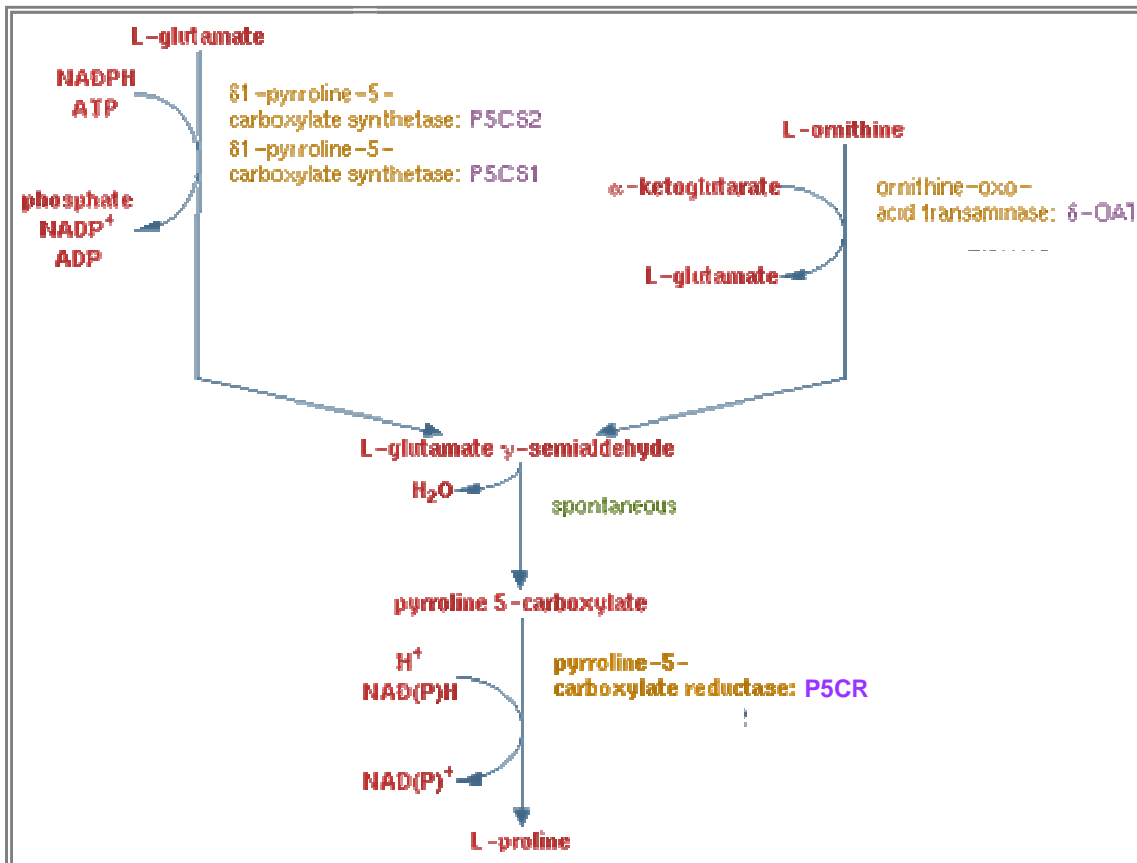 L-glutamate
NADPH
ATP
δ1-pyrroline-5-
carboxylate synthetase: P5CS2
δ1-pyrroline-5-
carboxylate synthetase: P5CS1
phosphate
NADP⁺
ADP
L-ornithine
α-ketoglutarate
ornithine-oxo-
acid transaminase: δ-OAT
L-glutamate
L-glutamate γ-semialdehyde
H₂O
spontaneous
pyrroline 5-carboxylate
H⁺
NAD(P)H
pyrroline-5-
carboxylate reductase: P5CR
NAD(P)⁺
L-proline